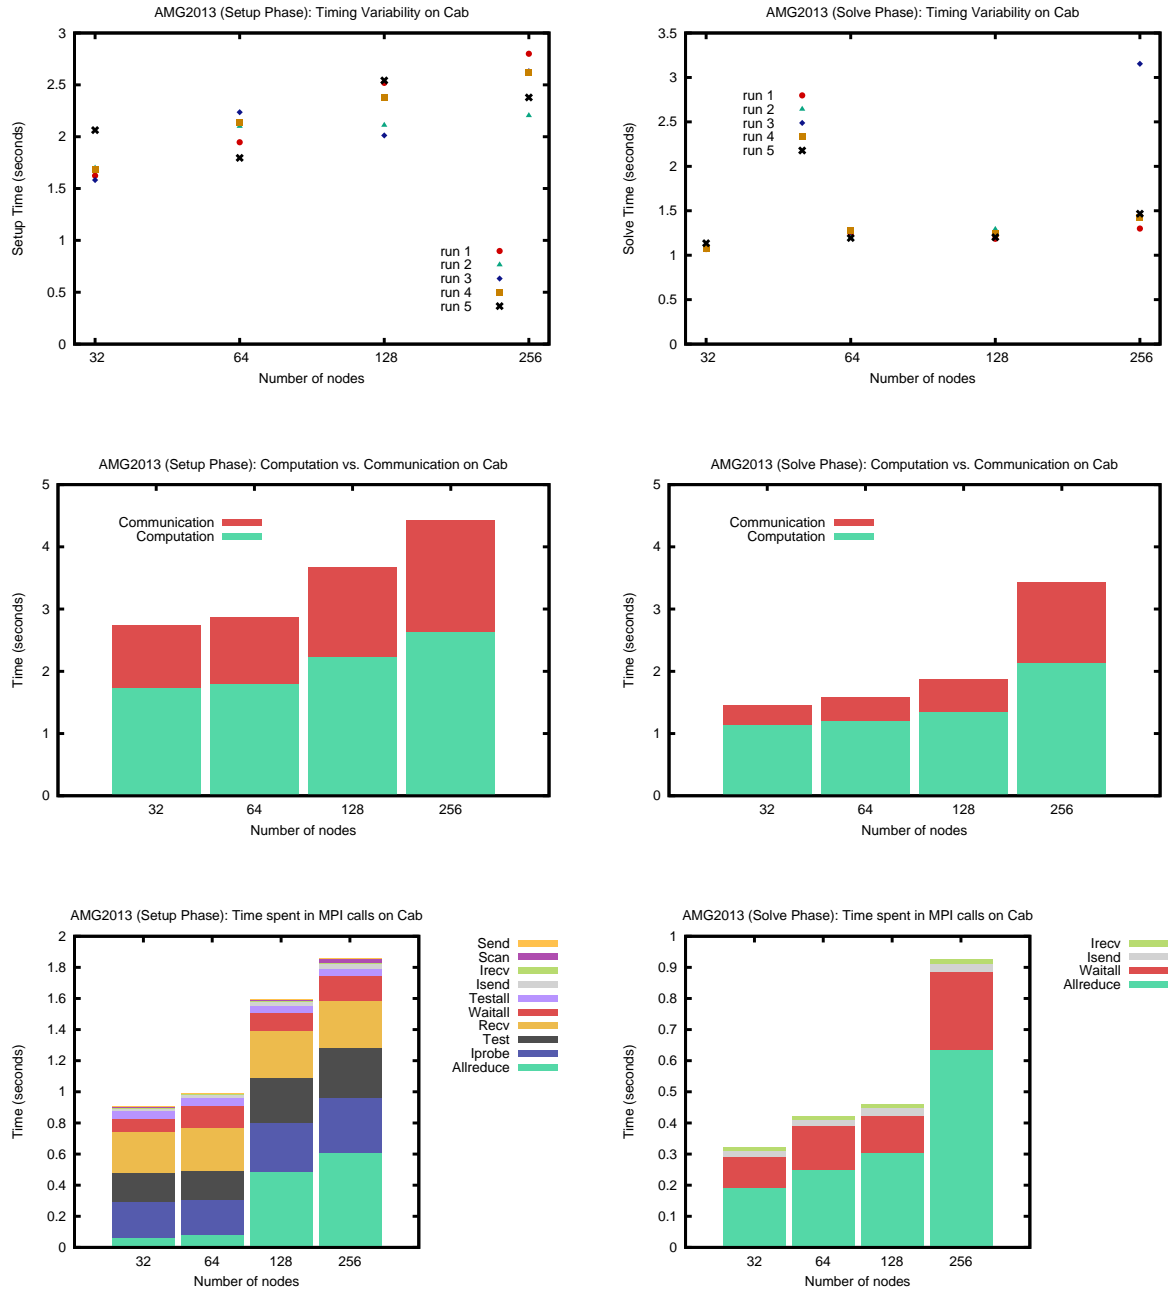 AMG2013 (Setup Phase): Timing Variability on Cab
3
2.5
2
1.5
1
0.5
0
Setup Time (seconds)
run 1
run 2
run 3
run 4
run 5
32 64 128 256
Number of nodes
AMG2013 (Solve Phase): Timing Variability on Cab
3.5
3
2.5
2
1.5
1
0.5
0
Solve Time (seconds)
run 1
run 2
run 3
run 4
run 5
32 64 128 256
Number of nodes
AMG2013 (Setup Phase): Computation vs. Communication on Cab
5
4
3
2
1
0
Time (seconds)
Communication
Computation
32 64 128 256
Number of nodes
AMG2013 (Solve Phase): Computation vs. Communication on Cab
5
4
3
2
1
0
Time (seconds)
Communication
Computation
32 64 128 256
Number of nodes
AMG2013 (Setup Phase): Time spent in MPI calls on Cab
2
1.8
1.6
1.4
1.2
1
0.8
0.6
0.4
0.2
0
Time (seconds)
Send
Scan
Irecv
Isend
Testall
Waitall
Recv
Test
Iprobe
Allreduce
32 64 128 256
Number of nodes
AMG2013 (Solve Phase): Time spent in MPI calls on Cab
1
0.9
0.8
0.7
0.6
0.5
0.4
0.3
0.2
0.1
0
Time (seconds)
Irecv
Isend
Waitall
Allreduce
32 64 128 256
Number of nodes